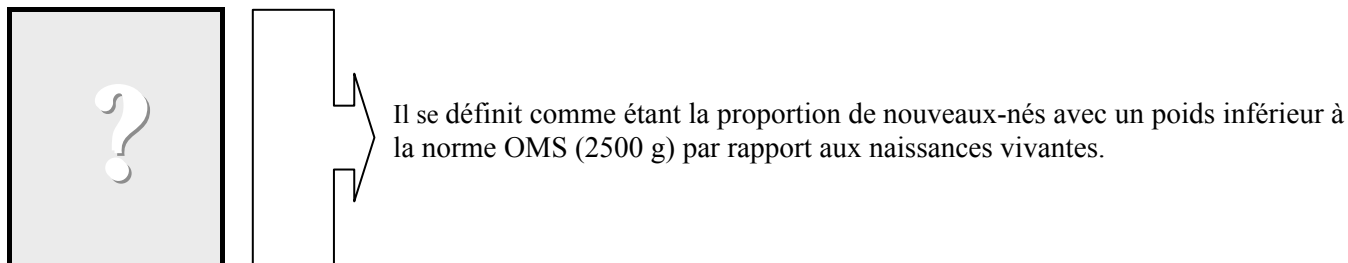 ?
Il se définit comme étant la proportion de nouveaux-nés avec un poids inférieur à
la norme OMS (2500 g) par rapport aux naissances vivantes.